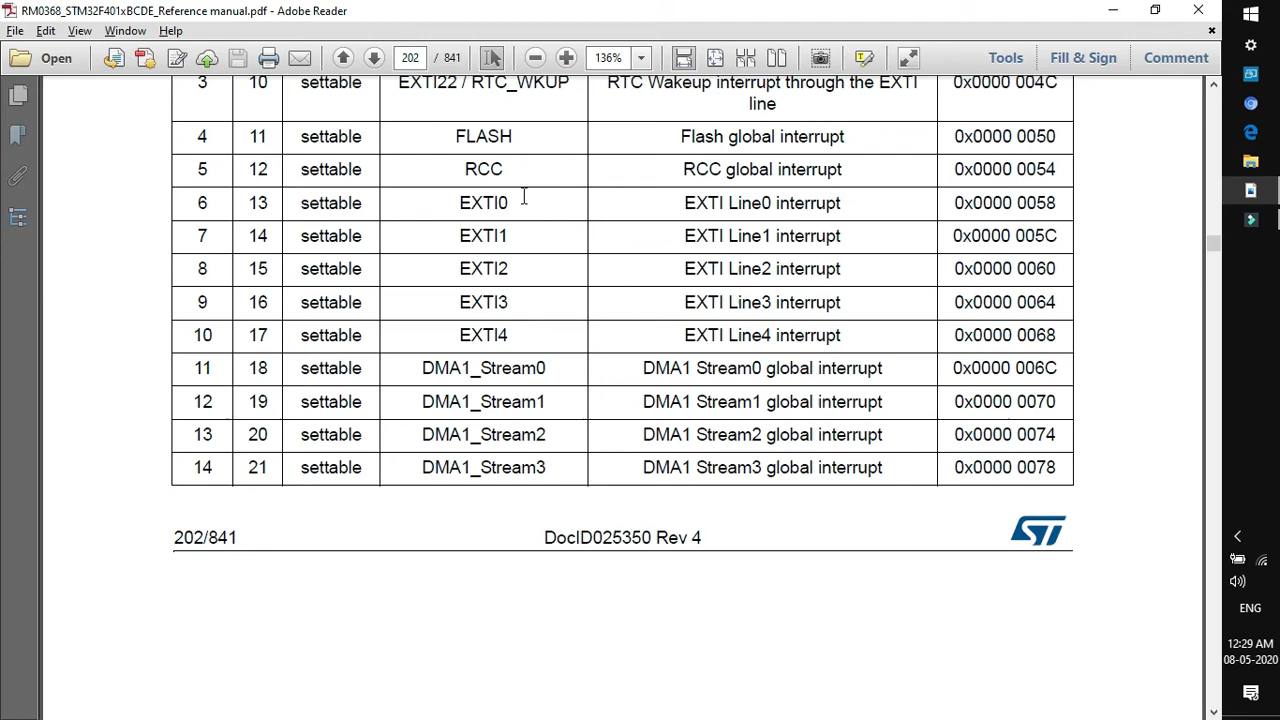 RM0368_STM32F401xBCDE_Reference manual.pdf - Adobe Reader
File Edit View Window Help
Open 202 / 841 136% Tools Fill & Sign Comment
3 10 settable EXTI22 / RTC_WKUP RTC Wakeup interrupt through the EXTI line 0x0000 004C
4 11 settable FLASH Flash global interrupt 0x0000 0050
5 12 settable RCC RCC global interrupt 0x0000 0054
6 13 settable EXTI0 EXTI Line0 interrupt 0x0000 0058
7 14 settable EXTI1 EXTI Line1 interrupt 0x0000 005C
8 15 settable EXTI2 EXTI Line2 interrupt 0x0000 0060
9 16 settable EXTI3 EXTI Line3 interrupt 0x0000 0064
10 17 settable EXTI4 EXTI Line4 interrupt 0x0000 0068
11 18 settable DMA1_Stream0 DMA1 Stream0 global interrupt 0x0000 006C
12 19 settable DMA1_Stream1 DMA1 Stream1 global interrupt 0x0000 0070
13 20 settable DMA1_Stream2 DMA1 Stream2 global interrupt 0x0000 0074
14 21 settable DMA1_Stream3 DMA1 Stream3 global interrupt 0x0000 0078
202/841 DocID025350 Rev 4 ST
ENG
12:29 AM
08-05-2020